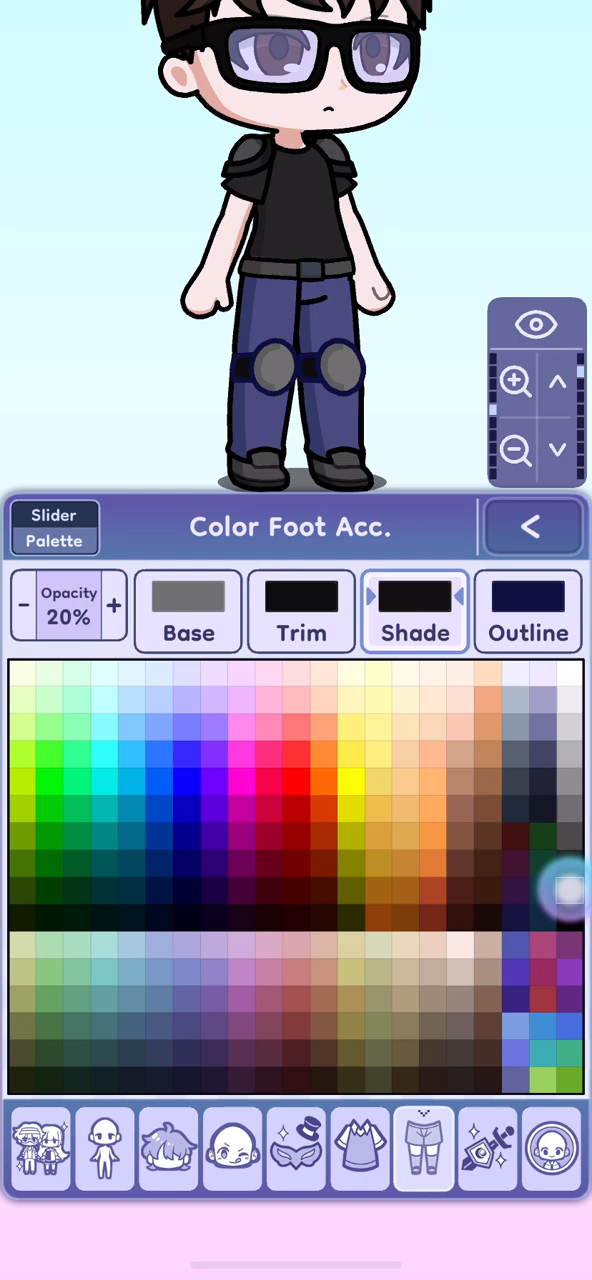 Slider
Palette
Color Foot Acc.
<
- Opacity +
20%
Base
Trim
Shade
Outline